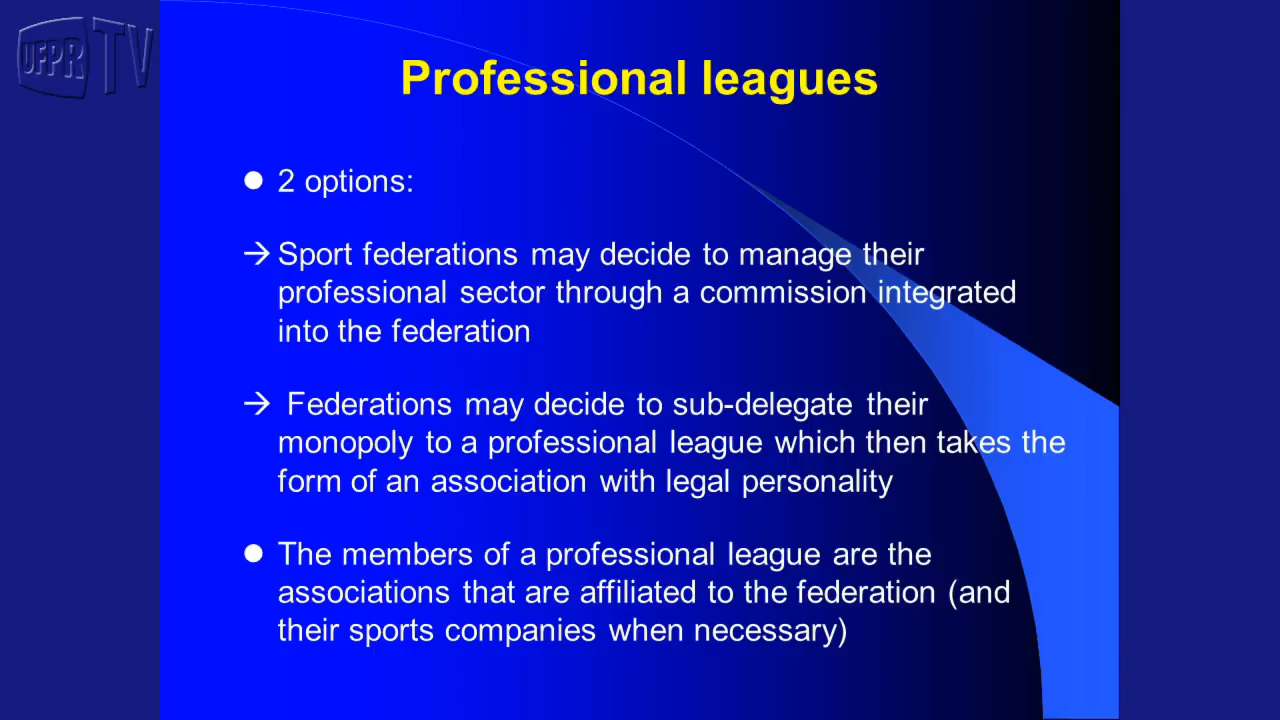 UFPR TV
Professional leagues
● 2 options:
→ Sport federations may decide to manage their
professional sector through a commission integrated
into the federation
→ Federations may decide to sub-delegate their
monopoly to a professional league which then takes the
form of an association with legal personality
● The members of a professional league are the
associations that are affiliated to the federation (and
their sports companies when necessary)